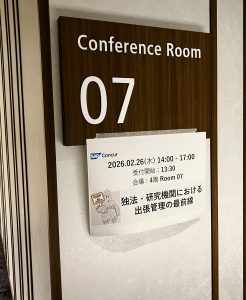 Conference Room
07
SAP Concur
2026.02.26(木) 14:00 - 17:00
受付開始：13:30
会場：4階 Room 07
独法・研究機関における
出張管理の最前線